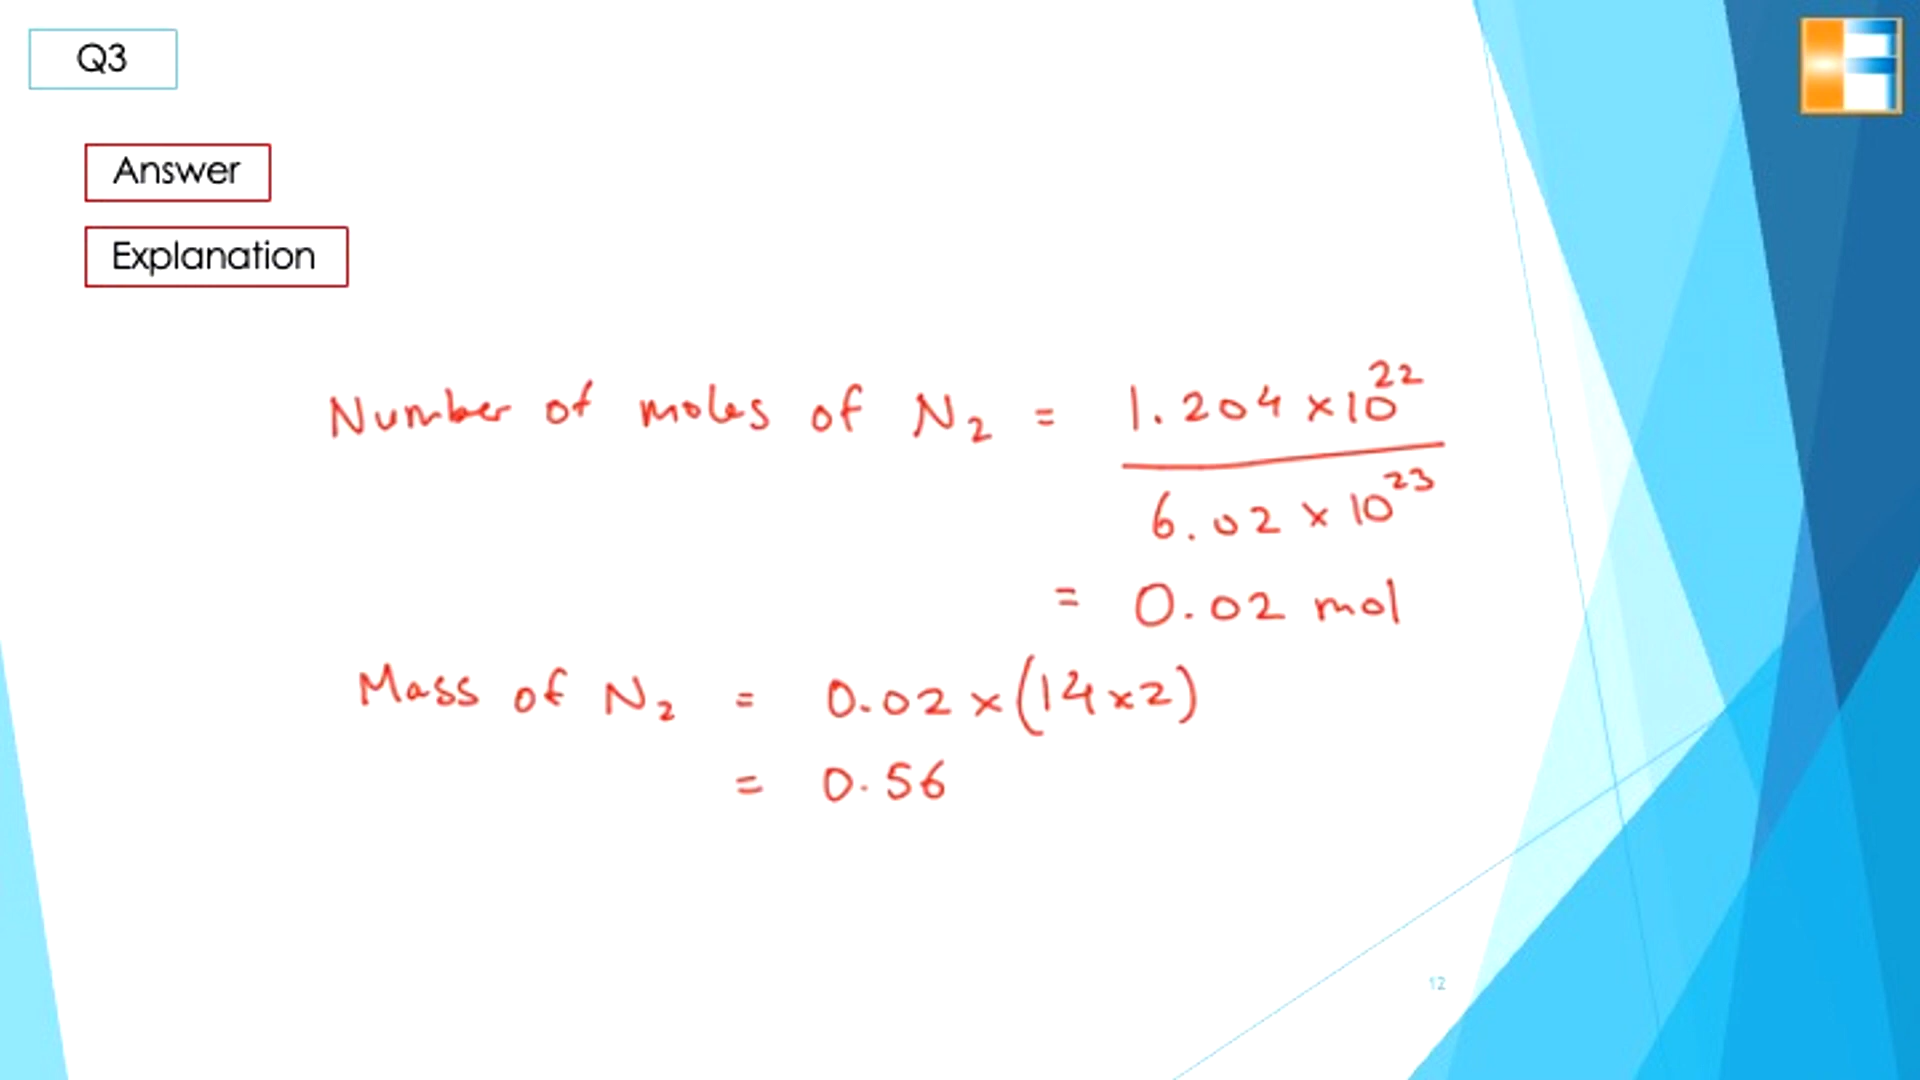 Q3
Answer
Explanation
Number of moles of N₂ = 1.204 × 10²²
6.02 × 10²³
= 0.02 mol
Mass of N₂ = 0.02 × (14 × 2)
= 0.56
12